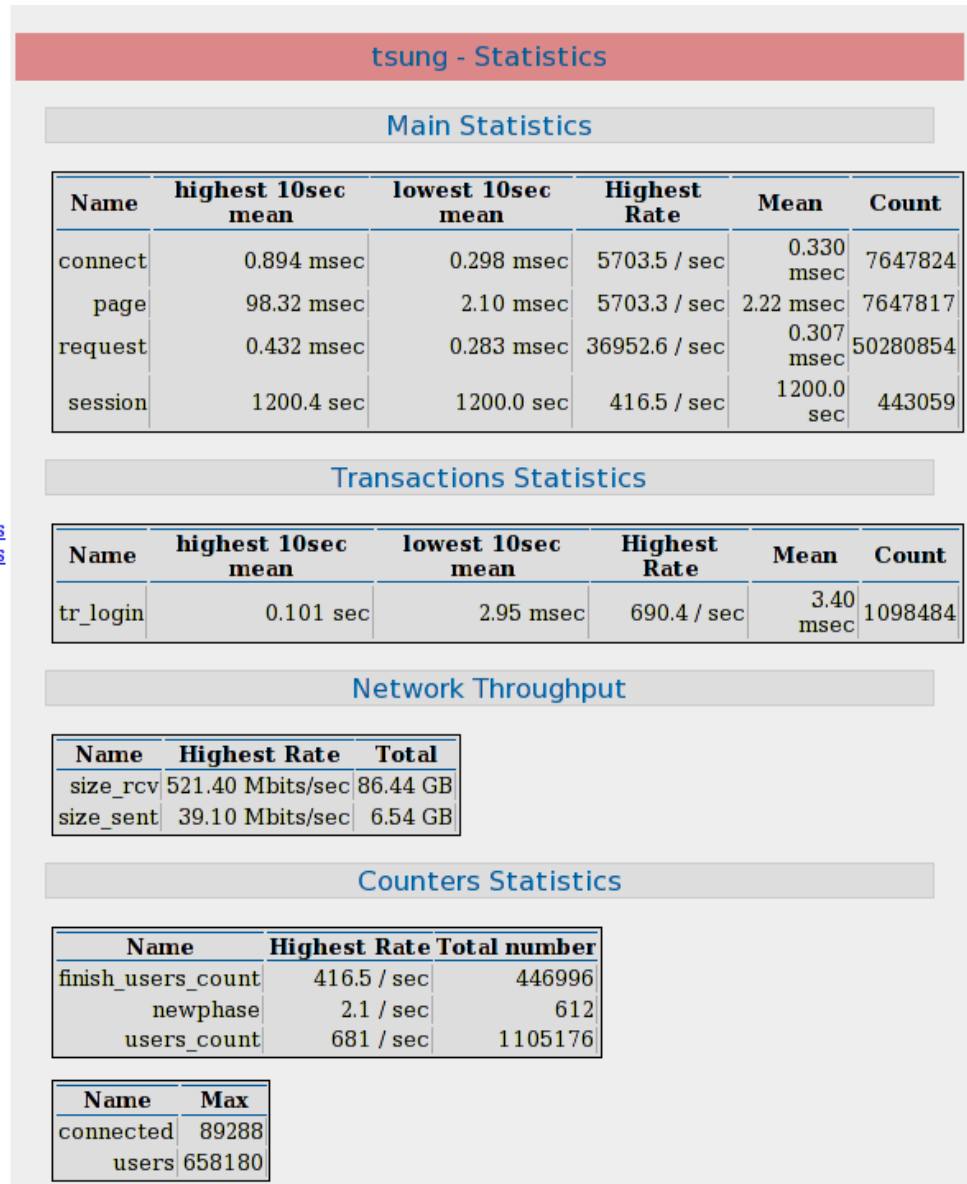 tsung - Statistics
Main Statistics
Name highest 10sec mean lowest 10sec mean Highest Rate Mean Count
connect 0.894 msec 0.298 msec 5703.5 / sec 0.330 msec 7647824
page 98.32 msec 2.10 msec 5703.3 / sec 2.22 msec 7647817
request 0.432 msec 0.283 msec 36952.6 / sec 0.307 msec 50280854
session 1200.4 sec 1200.0 sec 416.5 / sec 1200.0 sec 443059
Transactions Statistics
Name highest 10sec mean lowest 10sec mean Highest Rate Mean Count
tr_login 0.101 sec 2.95 msec 690.4 / sec 3.40 msec 1098484
Network Throughput
Name Highest Rate Total
size_rcv 521.40 Mbits/sec 86.44 GB
size_sent 39.10 Mbits/sec 6.54 GB
Counters Statistics
Name Highest Rate Total number
finish_users_count 416.5 / sec 446996
newphase 2.1 / sec 612
users_count 681 / sec 1105176
Name Max
connected 89288
users 658180